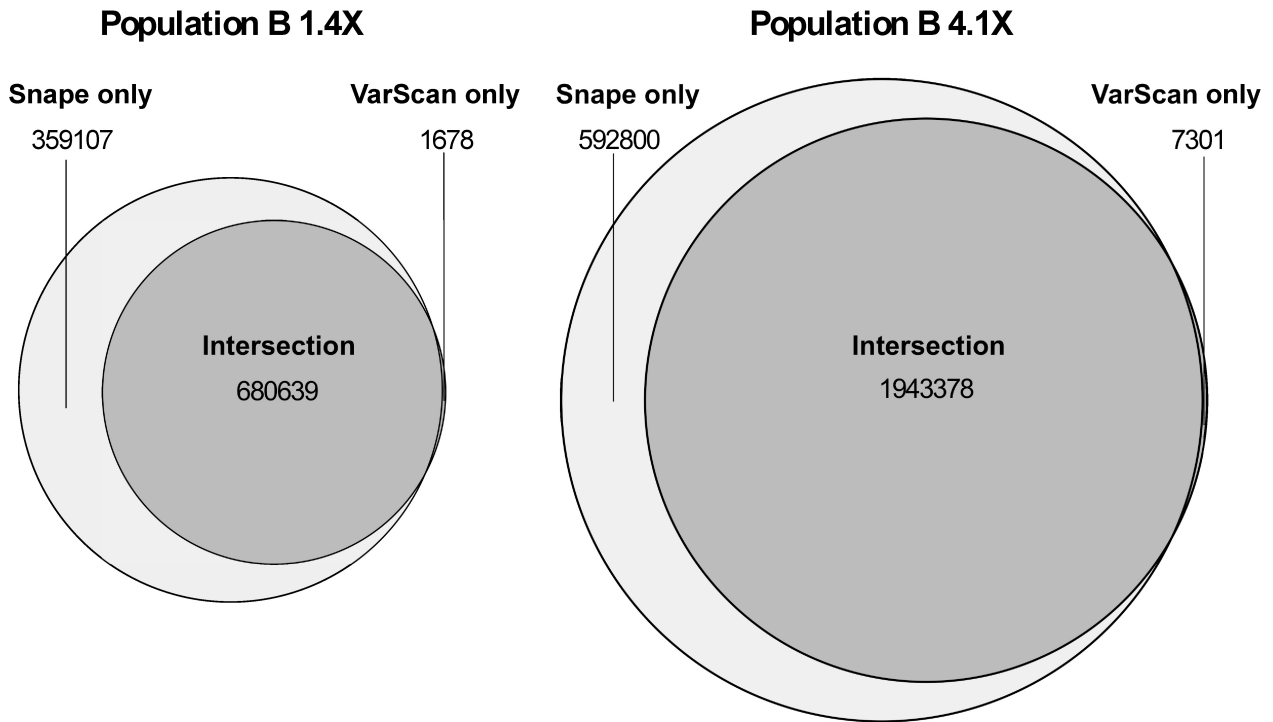 Population B 1.4X
Population B 4.1X
Snape only
VarScan only
Snape only
VarScan only
359107
1678
592800
7301
Intersection
680639
Intersection
1943378